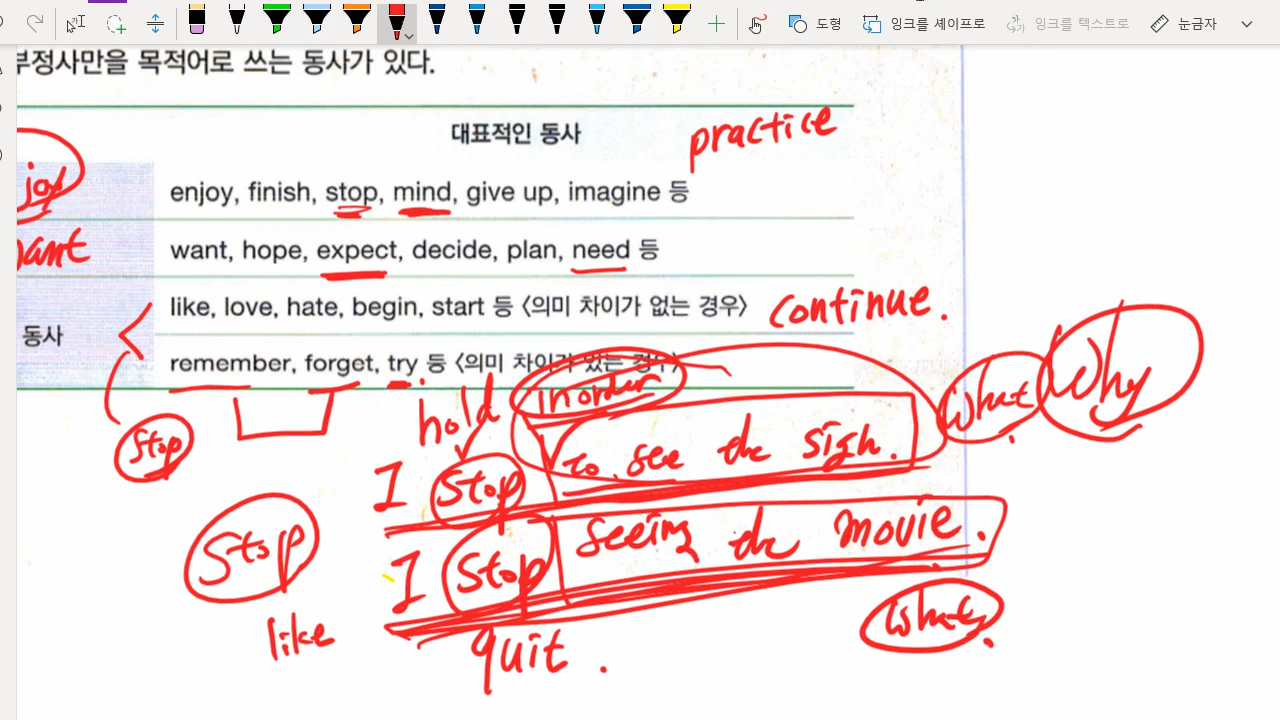 도형 잉크를 셰이프로 잉크를 텍스트로 눈금자
부정사만을 목적어로 쓰는 동사가 있다.
대표적인 동사 practice
enjoy, finish, stop, mind, give up, imagine 등
want, hope, expect, decide, plan, need 등
like, love, hate, begin, start 등 〈의미 차이가 없는 경우〉 continue.
동사
remember, forget, try 등 〈의미 차이가 있는 경우〉
hold in order what Why
stop
I stop to see the sigh.
stop I stop seeing the movie.
like quit. what